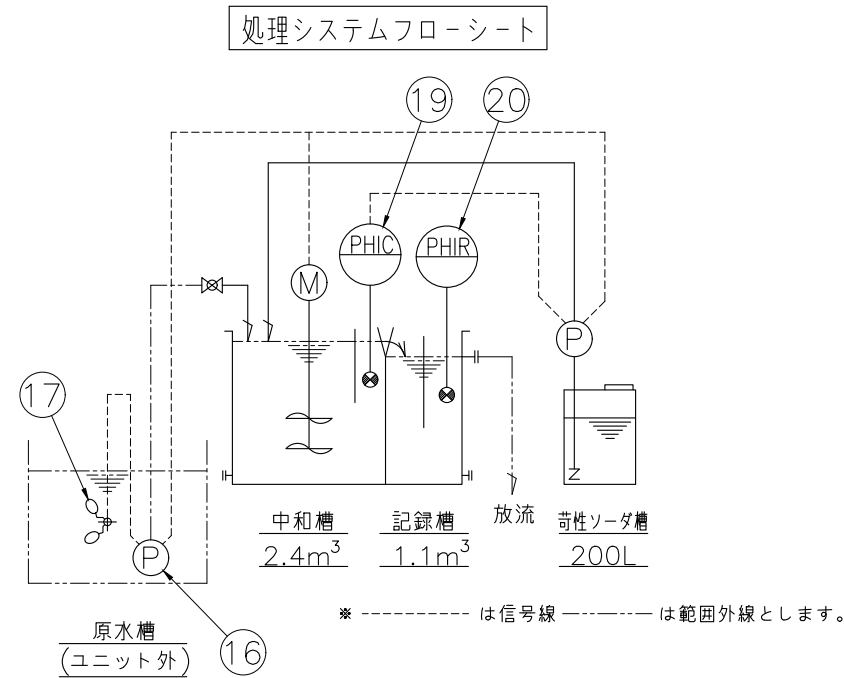 処理システムフローシート
19
20
PHIC
PHIR
M
P
17
P
中和槽
2.4m³
記録槽
1.1m³
放流
苛性ソーダ槽
200L
※ は信号線 は範囲外線とします。
原水槽
(ユニット外)
16